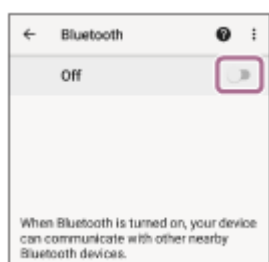 Bluetooth
Off
When Bluetooth is turned on, your device
can communicate with other nearby
Bluetooth devices.